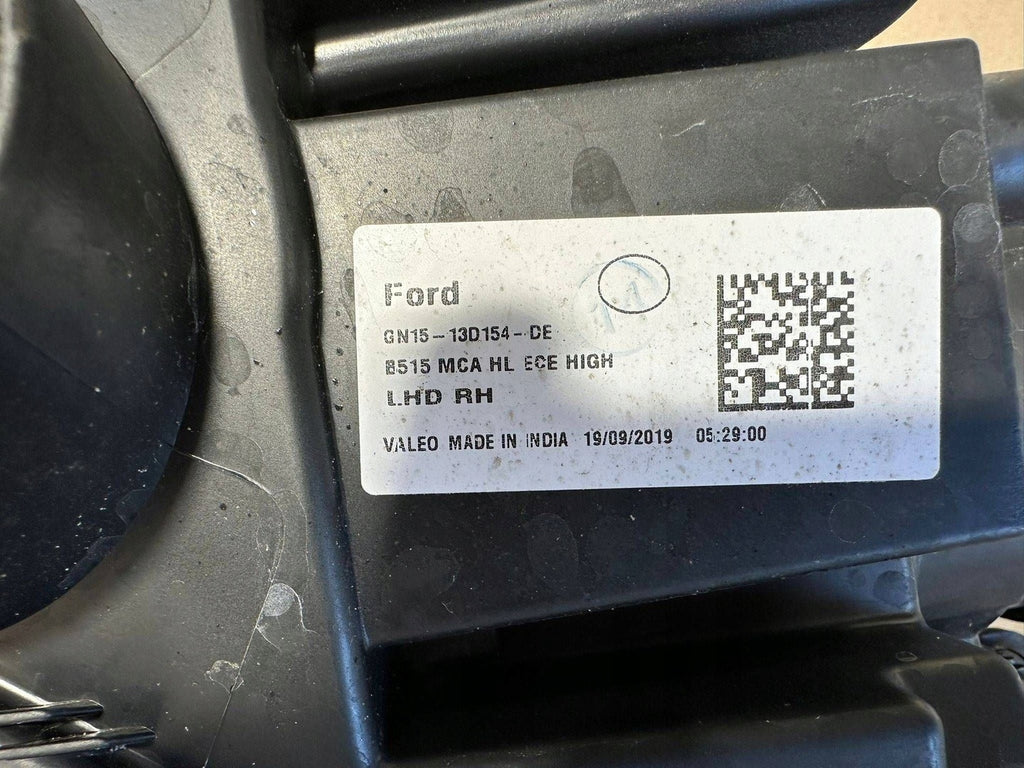 Ford
GN15-13D154-DE
B515 MCA HL ECE HIGH
LHD RH
VALEO MADE IN INDIA 19/09/2019 05:29:00